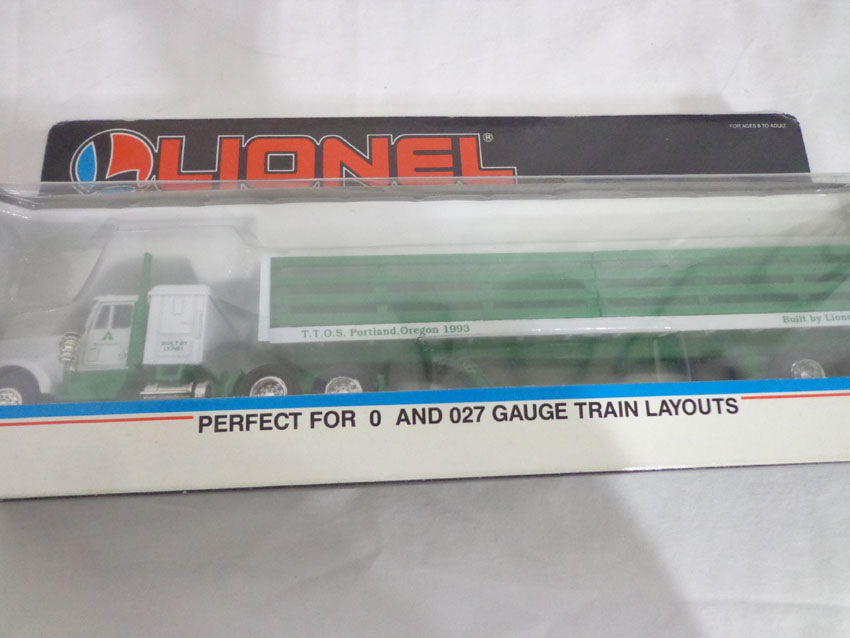 FOR AGES 8 TO ADULT
LIONEL®
T.T.O.S. Portland, Oregon 1993
Built by Lione
BUILT BY
LIONEL
PERFECT FOR 0 AND 027 GAUGE TRAIN LAYOUTS